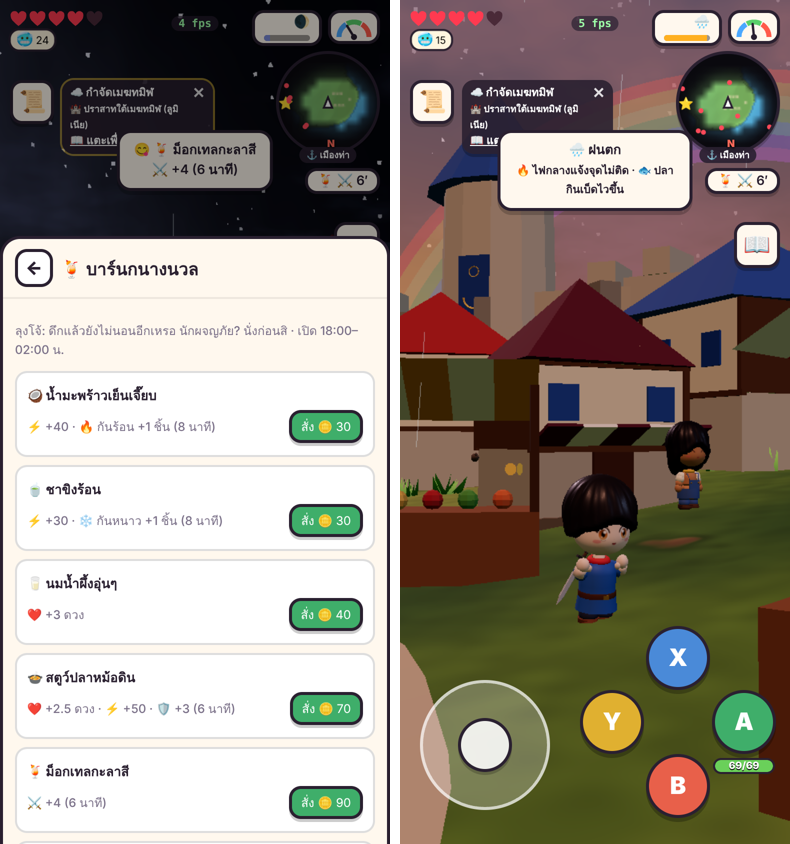 4 fps
24
☁️ กำจัดเมฆทมิฬ ✕
🏰 ปราสาทใต้เมฆทมิฬ (ลูมิ
เนีย)
📖 แตะเพื่
😋 🍹 ม็อกเทลกะลาสี
⚔️ +4 (6 นาที)
N
⚓ เมืองท่า
🍹 ⚔️ 6′
🍹 บาร์นกนางนวล
ลุงโจ้: ดึกแล้วยังไม่นอนอีกเหรอ นักผจญภัย? นั่งก่อนสิ · เปิด 18:00–
02:00 น.
🥥 น้ำมะพร้าวเย็นเจี๊ยบ
⚡ +40 · 🔥 กันร้อน +1 ชิ้น (8 นาที)
สั่ง 🪙 30
🍵 ชาขิงร้อน
⚡ +30 · ❄️ กันหนาว +1 ชิ้น (8 นาที)
สั่ง 🪙 30
🥛 นมน้ำผึ้งอุ่นๆ
❤️ +3 ดวง
สั่ง 🪙 40
🍲 สตูว์ปลาหม้อดิน
❤️ +2.5 ดวง · ⚡ +50 · 🛡️ +3 (6 นาที)
สั่ง 🪙 70
🍹 ม็อกเทลกะลาสี
⚔️ +4 (6 นาที)
สั่ง 🪙 90
5 fps
15
☁️ กำจัดเมฆทมิฬ ✕
🏰 ปราสาทใต้เมฆทมิฬ (ลูมิ
เนีย)
🌧️ ฝนตก
🔥 ไฟกลางแจ้งจุดไม่ติด · 🐟 ปลา
กินเบ็ดไวขึ้น
N
⚓ เมืองท่า
🍹 ⚔️ 6′
X
Y
A
B
69/69